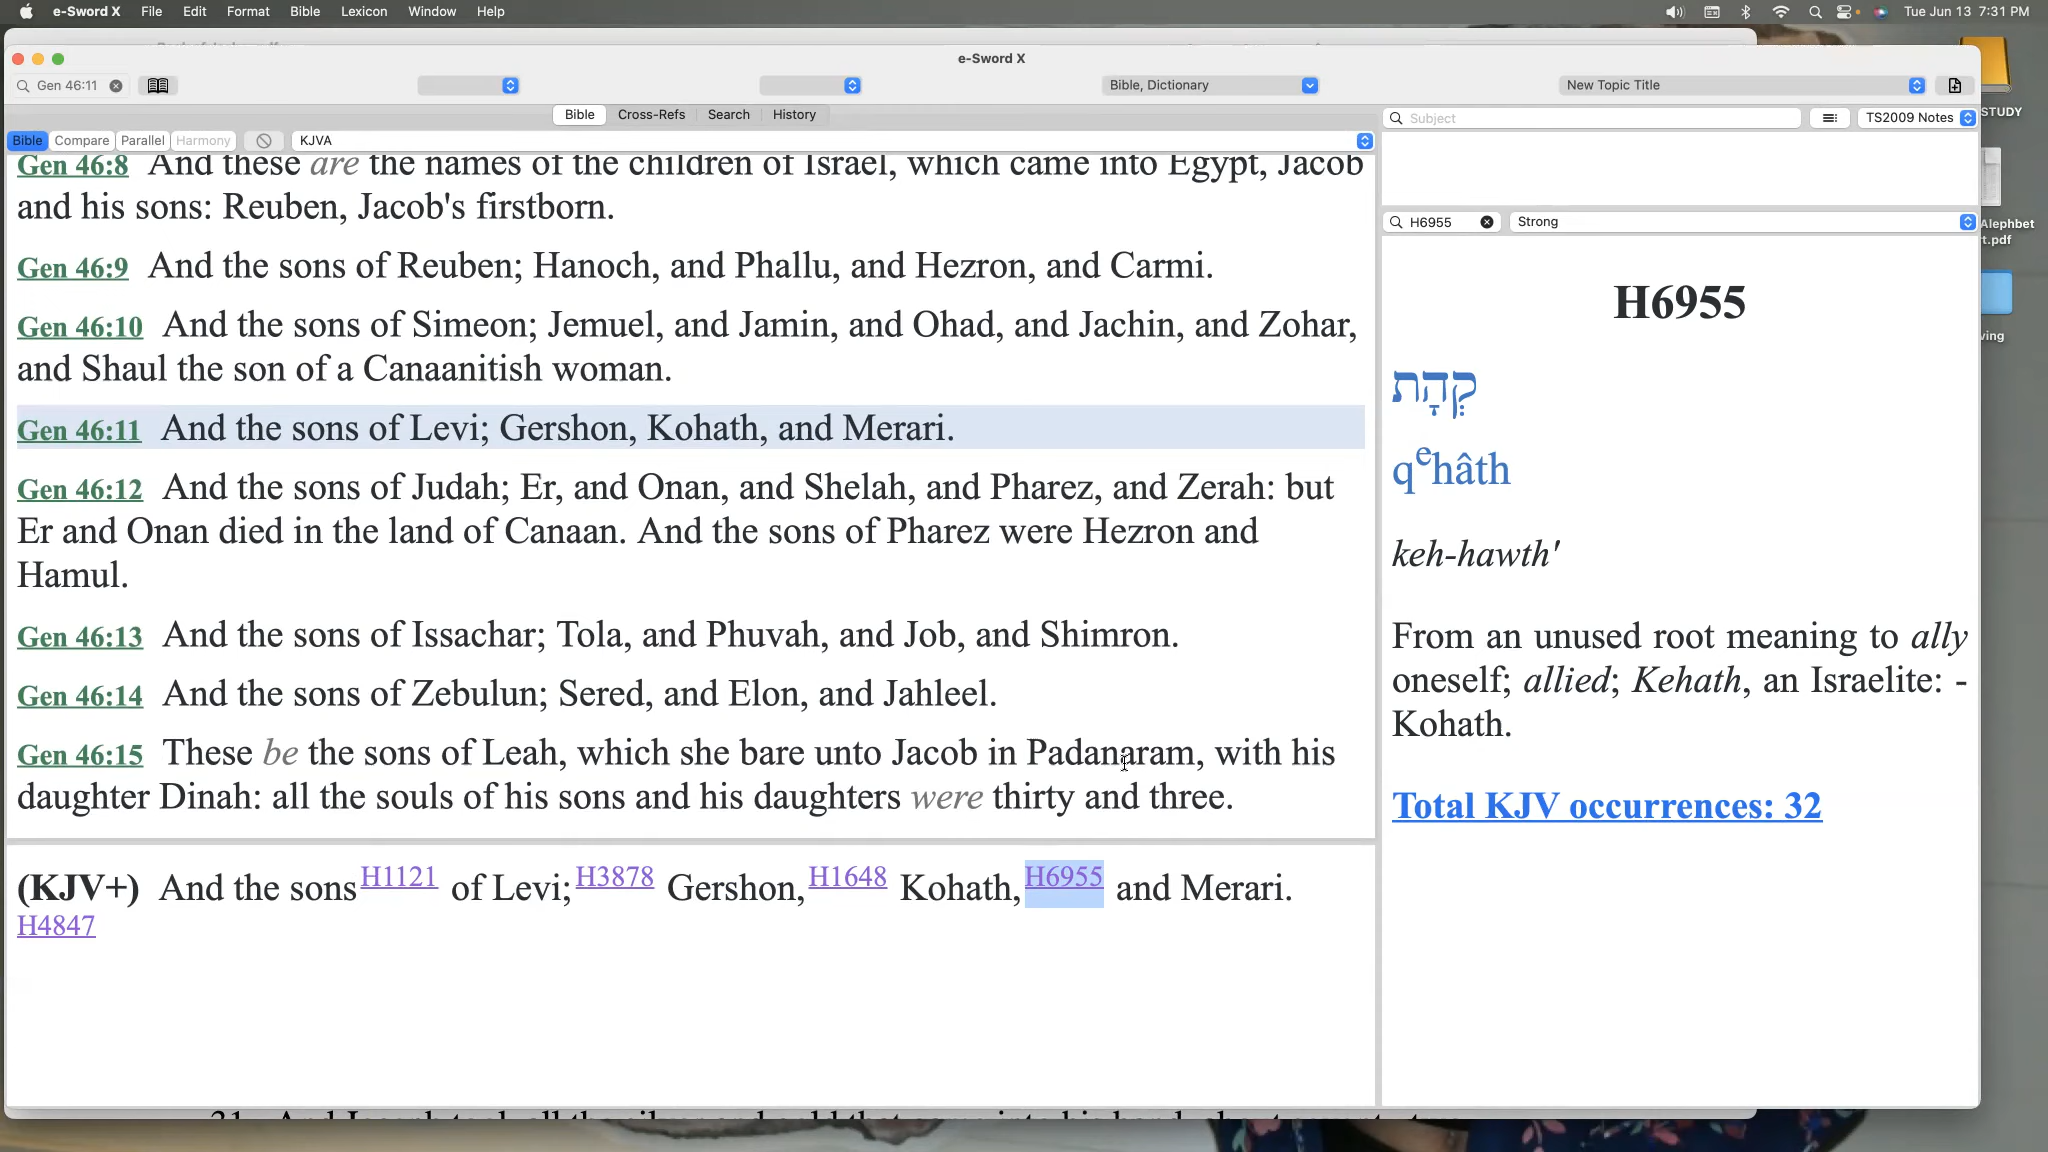 e-Sword X File Edit Format Bible Lexicon Window Help
Tue Jun 13 7:31 PM
e-Sword X
Gen 46:11
Bible, Dictionary
New Topic Title
Bible Cross-Refs Search History
Subject
TS2009 Notes
STUDY
Bible Compare Parallel Harmony
KJVA
Gen 46:8 And these are the names of the children of Israel, which came into Egypt, Jacob
and his sons: Reuben, Jacob's firstborn.
Gen 46:9 And the sons of Reuben; Hanoch, and Phallu, and Hezron, and Carmi.
Gen 46:10 And the sons of Simeon; Jemuel, and Jamin, and Ohad, and Jachin, and Zohar,
and Shaul the son of a Canaanitish woman.
Gen 46:11 And the sons of Levi; Gershon, Kohath, and Merari.
Gen 46:12 And the sons of Judah; Er, and Onan, and Shelah, and Pharez, and Zerah: but
Er and Onan died in the land of Canaan. And the sons of Pharez were Hezron and
Hamul.
Gen 46:13 And the sons of Issachar; Tola, and Phuvah, and Job, and Shimron.
Gen 46:14 And the sons of Zebulun; Sered, and Elon, and Jahleel.
Gen 46:15 These be the sons of Leah, which she bare unto Jacob in Padanaram, with his
daughter Dinah: all the souls of his sons and his daughters were thirty and three.
(KJV+) And the sons H1121 of Levi; H3878 Gershon, H1648 Kohath, H6955 and Merari.
H4847
H6955
Strong
H6955
קְהָת
qᵉhâth
keh-hawth'
From an unused root meaning to ally
oneself; allied; Kehath, an Israelite: -
Kohath.
Total KJV occurrences: 32
Alephbet
t.pdf
ving